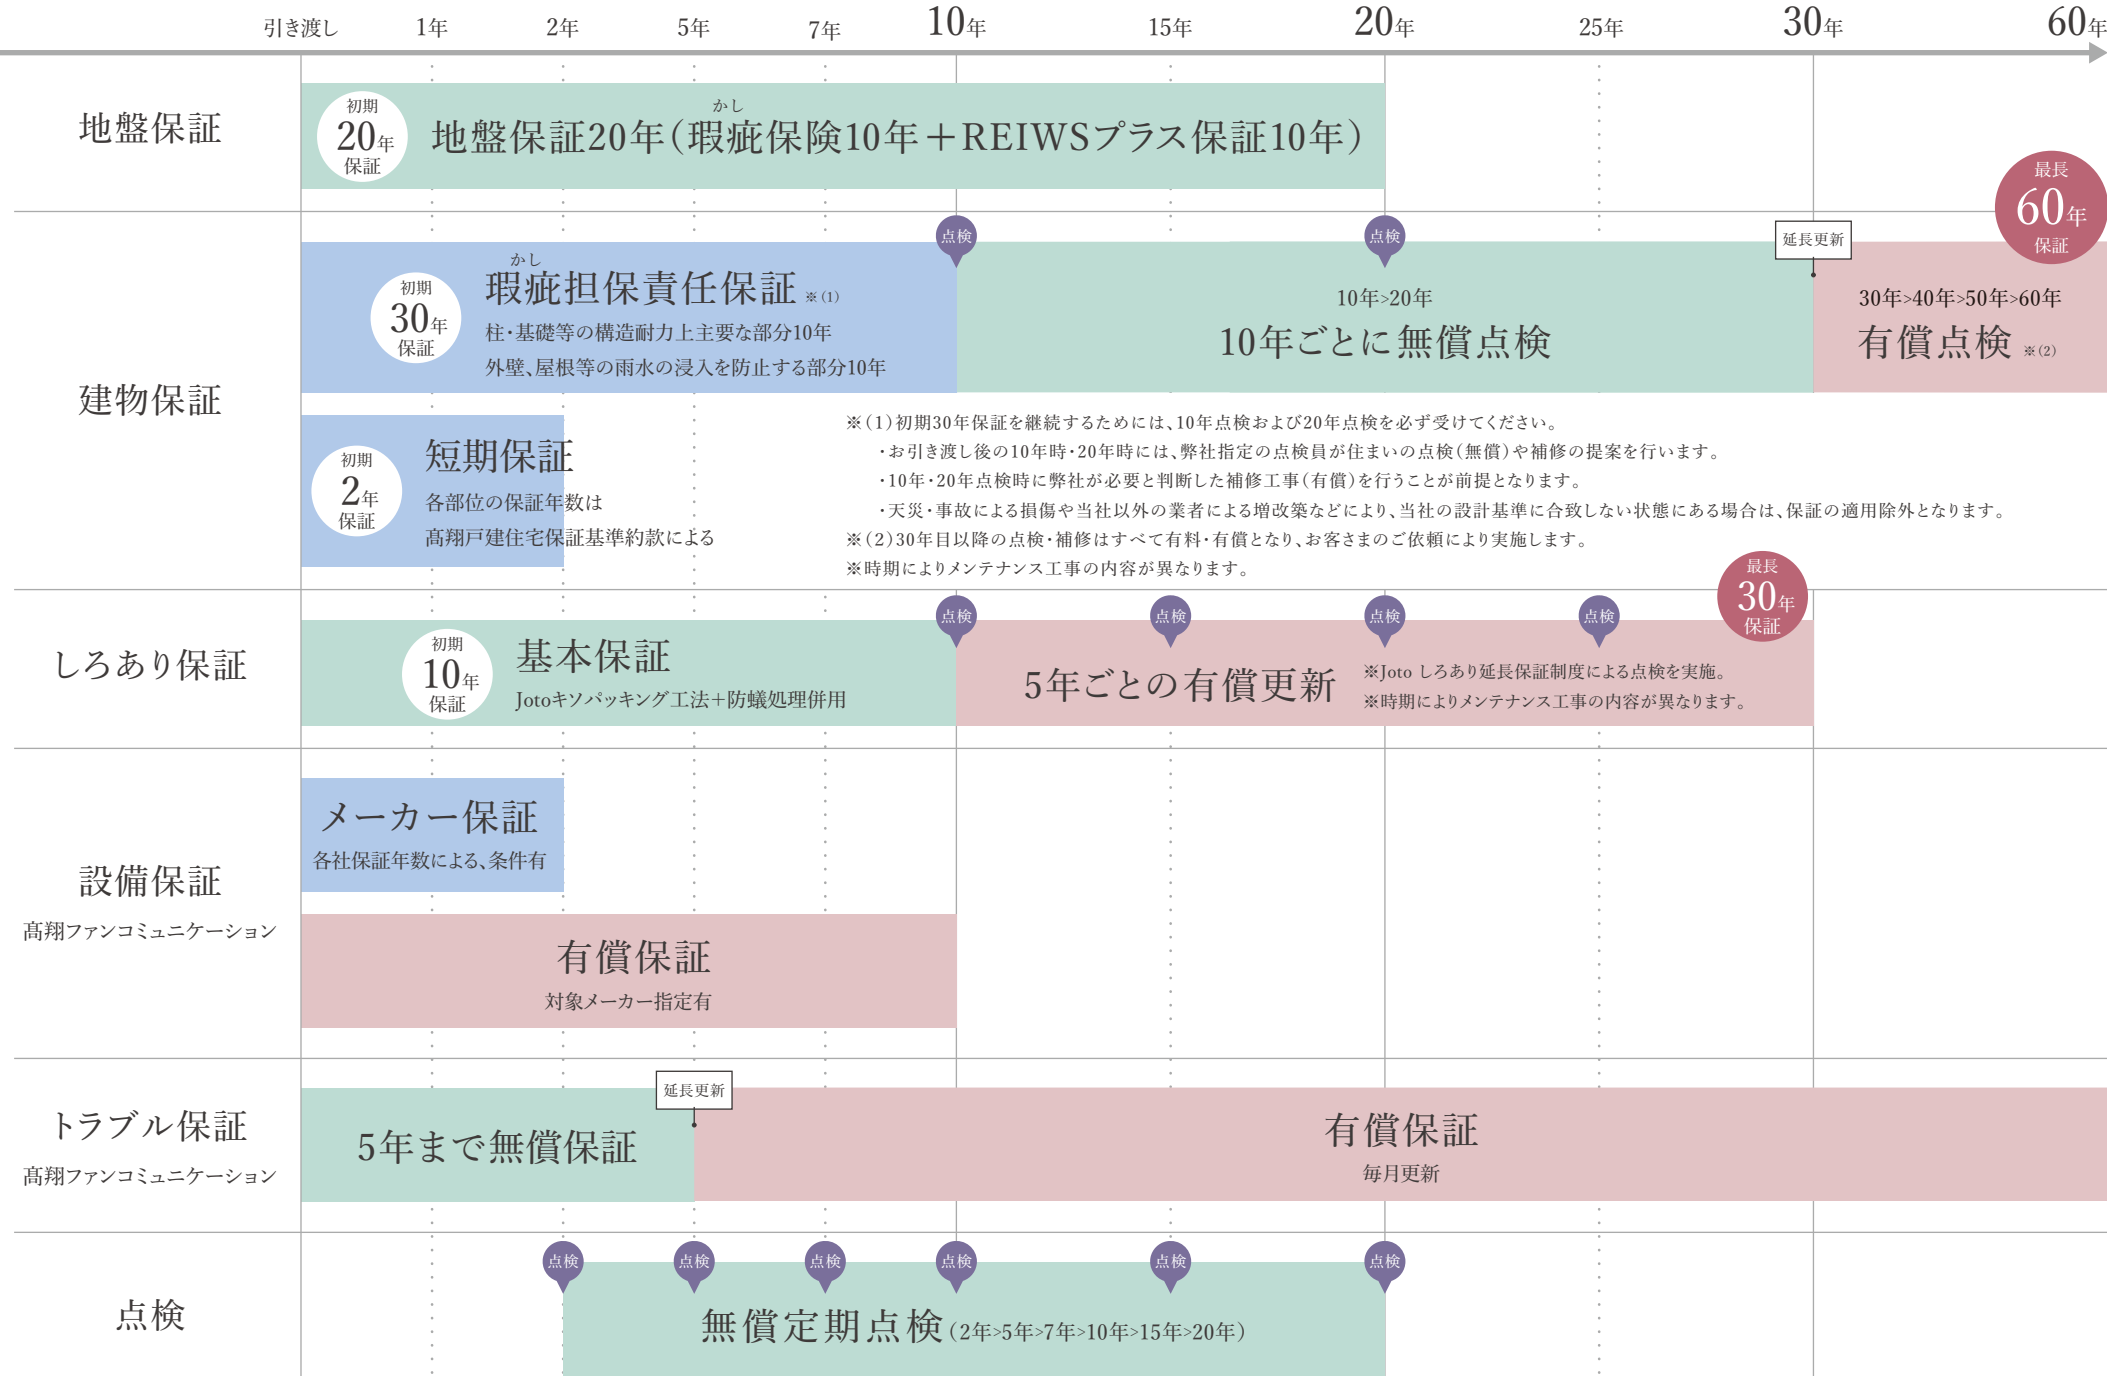 引き渡し 1年 2年 5年 7年 10年 15年 20年 25年 30年 60年
地盤保証
初期
20年
保証
かし
地盤保証20年(瑕疵保険10年＋REIWSプラス保証10年)
最長
60年
保証
建物保証
点検
点検
延長更新
初期
30年
保証
かし
瑕疵担保責任保証 ※(1)
柱・基礎等の構造耐力上主要な部分10年
外壁、屋根等の雨水の浸入を防止する部分10年
10年>20年
10年ごとに無償点検
30年>40年>50年>60年
有償点検 ※(2)
初期
2年
保証
短期保証
各部位の保証年数は
髙翔戸建住宅保証基準約款による
※(1)初期30年保証を継続するためには、10年点検および20年点検を必ず受けてください。
・お引き渡し後の10年時・20年時には、弊社指定の点検員が住まいの点検(無償)や補修の提案を行います。
・10年・20年点検時に弊社が必要と判断した補修工事(有償)を行うことが前提となります。
・天災・事故による損傷や当社以外の業者による増改築などにより、当社の設計基準に合致しない状態にある場合は、保証の適用除外となります。
※(2)30年目以降の点検・補修はすべて有料・有償となり、お客さまのご依頼により実施します。
※時期によりメンテナンス工事の内容が異なります。
しろあり保証
点検
点検
点検
点検
最長
30年
保証
初期
10年
保証
基本保証
Jotoキソパッキング工法＋防蟻処理併用
5年ごとの有償更新
※Joto しろあり延長保証制度による点検を実施。
※時期によりメンテナンス工事の内容が異なります。
設備保証
髙翔ファンコミュニケーション
メーカー保証
各社保証年数による、条件有
有償保証
対象メーカー指定有
トラブル保証
髙翔ファンコミュニケーション
5年まで無償保証
延長更新
有償保証
毎月更新
点検
点検
点検
点検
点検
点検
点検
無償定期点検(2年>5年>7年>10年>15年>20年)